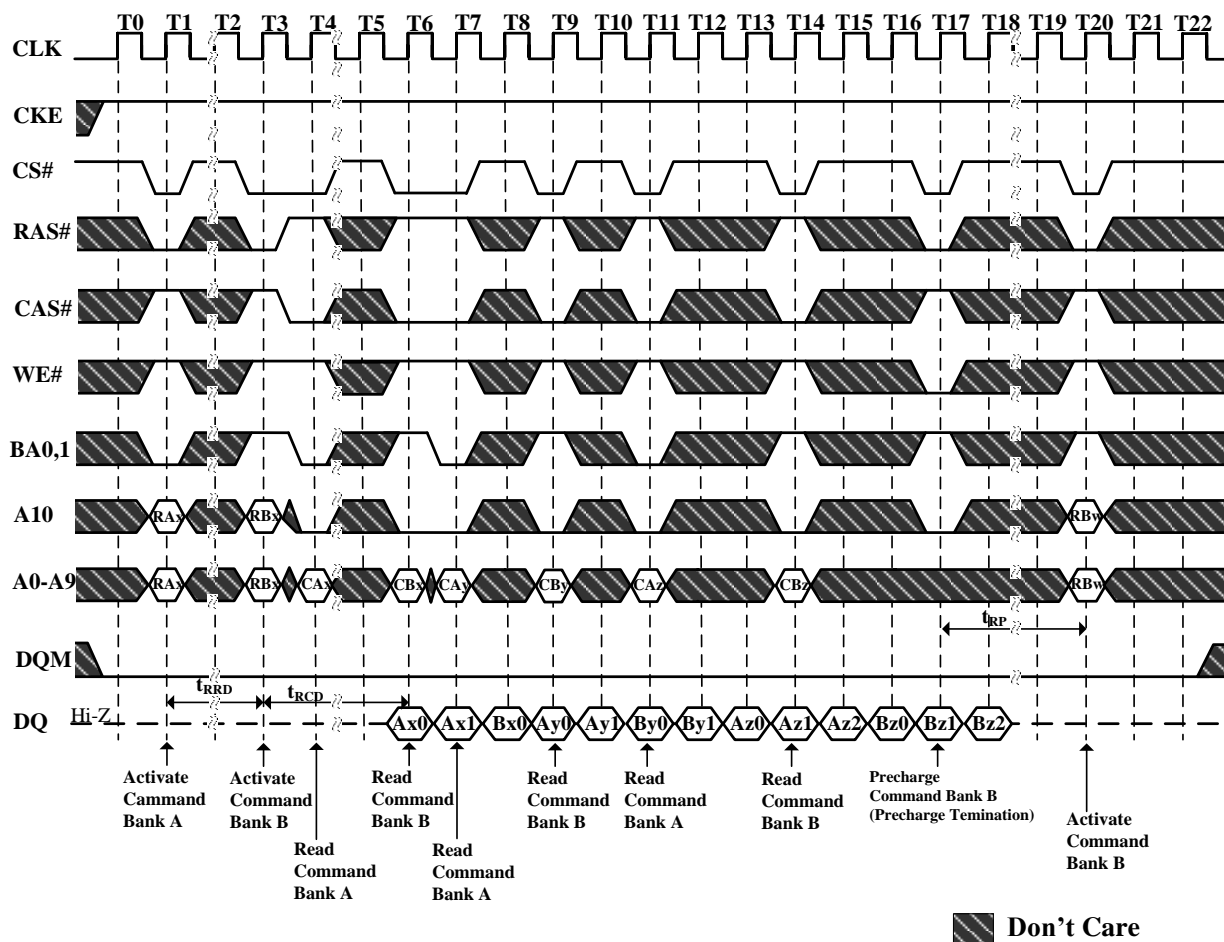 T0 T1 T2 T3 T4 T5 T6 T7 T8 T9 T10 T11 T12 T13 T14 T15 T16 T17 T18 T19 T20 T21 T22
CLK
CKE
CS#
RAS#
CAS#
WE#
BA0,1
A10 RAx RBx RBw
A0-A9 RAx RBx CAx CBx CAy CBy CAz CBz RBw
tRP
DQM
tRRD tRCD
DQ Hi-Z Ax0 Ax1 Bx0 Ay0 Ay1 By0 By1 Az0 Az1 Az2 Bz0 Bz1 Bz2
Activate
Cammand
Bank A
Activate
Command
Bank B
Read
Command
Bank A
Read
Command
Bank B
Read
Command
Bank A
Read
Command
Bank B
Read
Command
Bank A
Read
Command
Bank B
Precharge
Command Bank B
(Precharge Temination)
Activate
Command
Bank B
Don't Care